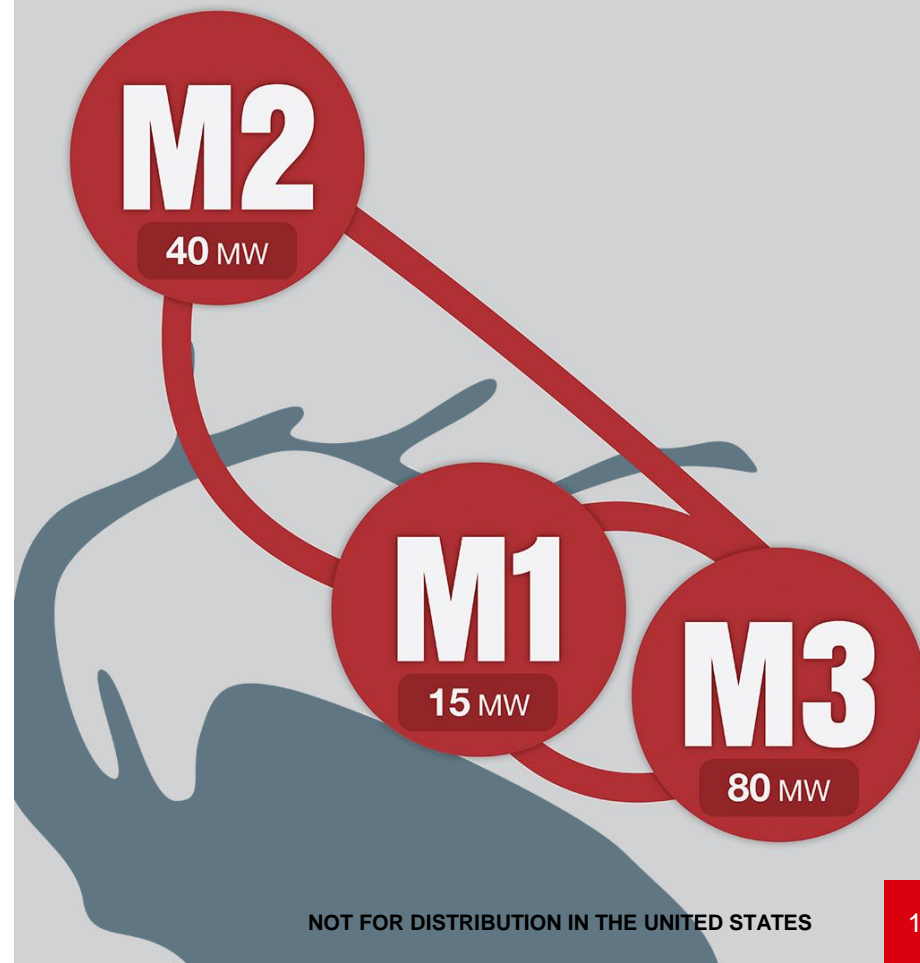 M2
40 MW
M1
15 MW
M3
80 MW
NOT FOR DISTRIBUTION IN THE UNITED STATES
1